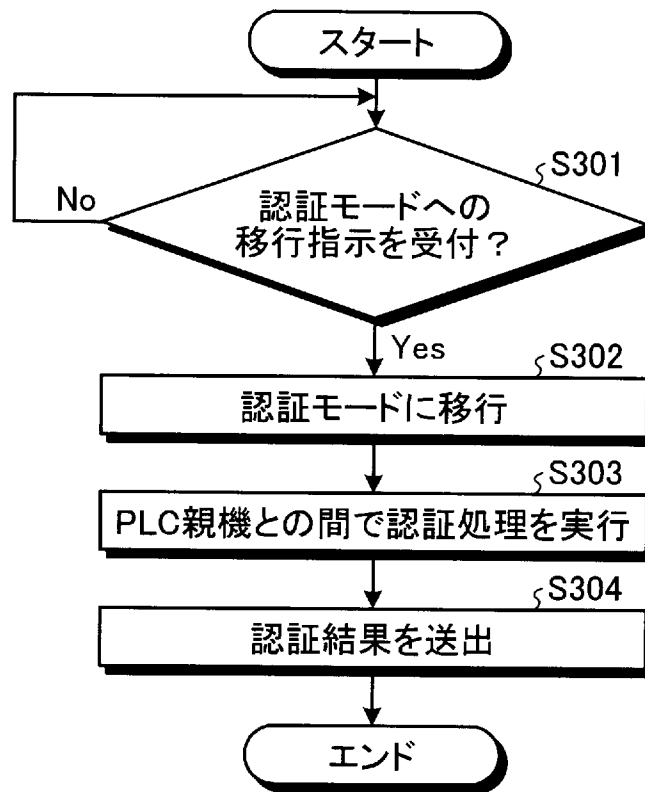 スタート
S301
No
認証モードへの
移行指示を受付？
Yes
S302
認証モードに移行
S303
PLC親機との間で認証処理を実行
S304
認証結果を送出
エンド